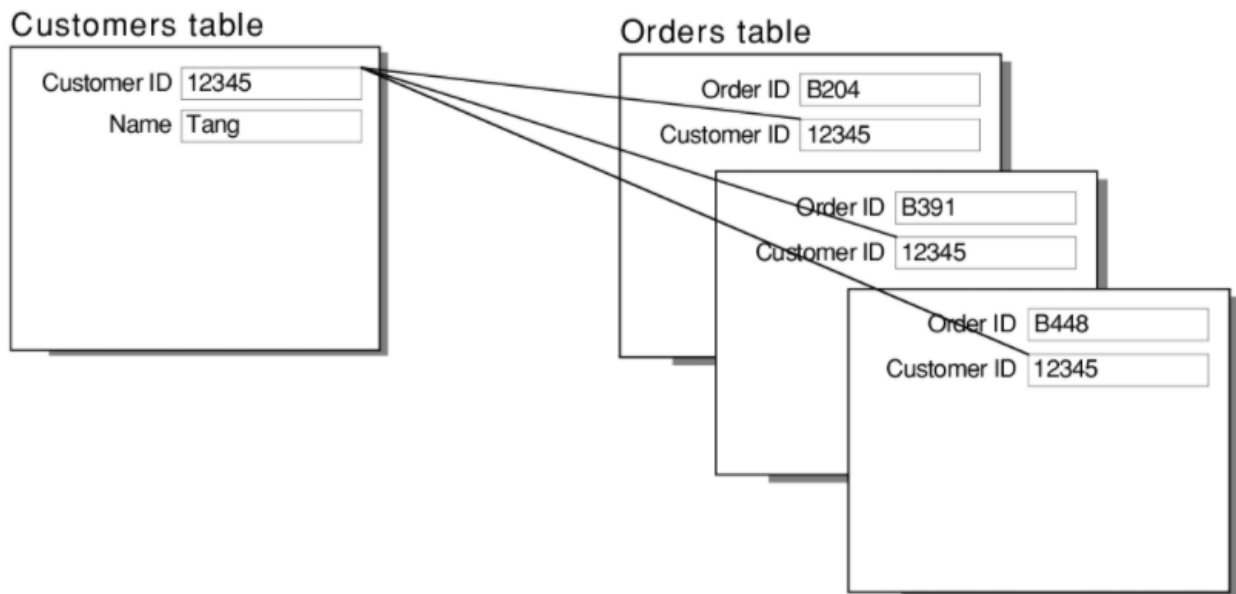 Customers table
Customer ID 12345
Name Tang
Orders table
Order ID B204
Customer ID 12345
Order ID B391
Customer ID 12345
Order ID B448
Customer ID 12345